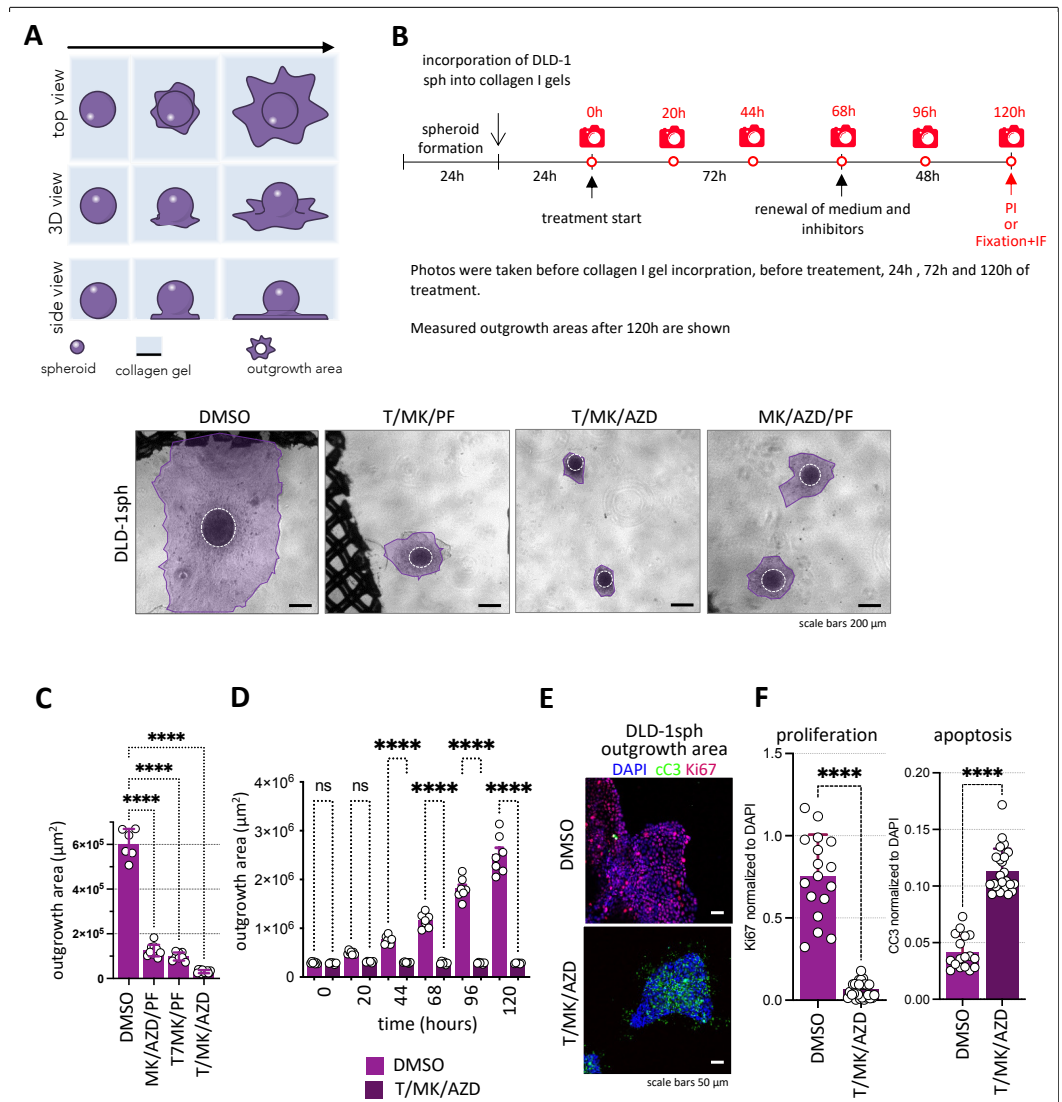 A
top view
3D view
side view
spheroid
collagen gel
outgrowth area
B
incorporation of DLD-1
sph into collagen I gels
spheroid
formation
0h
20h
44h
68h
96h
120h
24h
24h
72h
48h
treatment start
renewal of medium and
inhibitors
PI
or
Fixation+IF
Photos were taken before collagen I gel incorpration, before treatement, 24h , 72h and 120h of
treatment.
Measured outgrowth areas after 120h are shown
DMSO
T/MK/PF
T/MK/AZD
MK/AZD/PF
DLD-1sph
scale bars 200 µm
C
****
****
****
outgrowth area (µm²)
6×10⁵
4×10⁵
2×10⁵
0
DMSO
MK/AZD/PF
T7MK/PF
T/MK/AZD
D
ns
ns
****
****
****
****
outgrowth area (µm²)
4×10⁶
3×10⁶
2×10⁶
1×10⁶
0
0
20
44
68
96
120
time (hours)
DMSO
T/MK/AZD
E
DLD-1sph
outgrowth area
DAPI cC3 Ki67
DMSO
T/MK/AZD
scale bars 50 µm
F
proliferation
****
Ki67 normalized to DAPI
1.5
1.0
0.5
0.0
DMSO
T/MK/AZD
apoptosis
****
CC3 normalized to DAPI
0.20
0.15
0.10
0.05
0.00
DMSO
T/MK/AZD